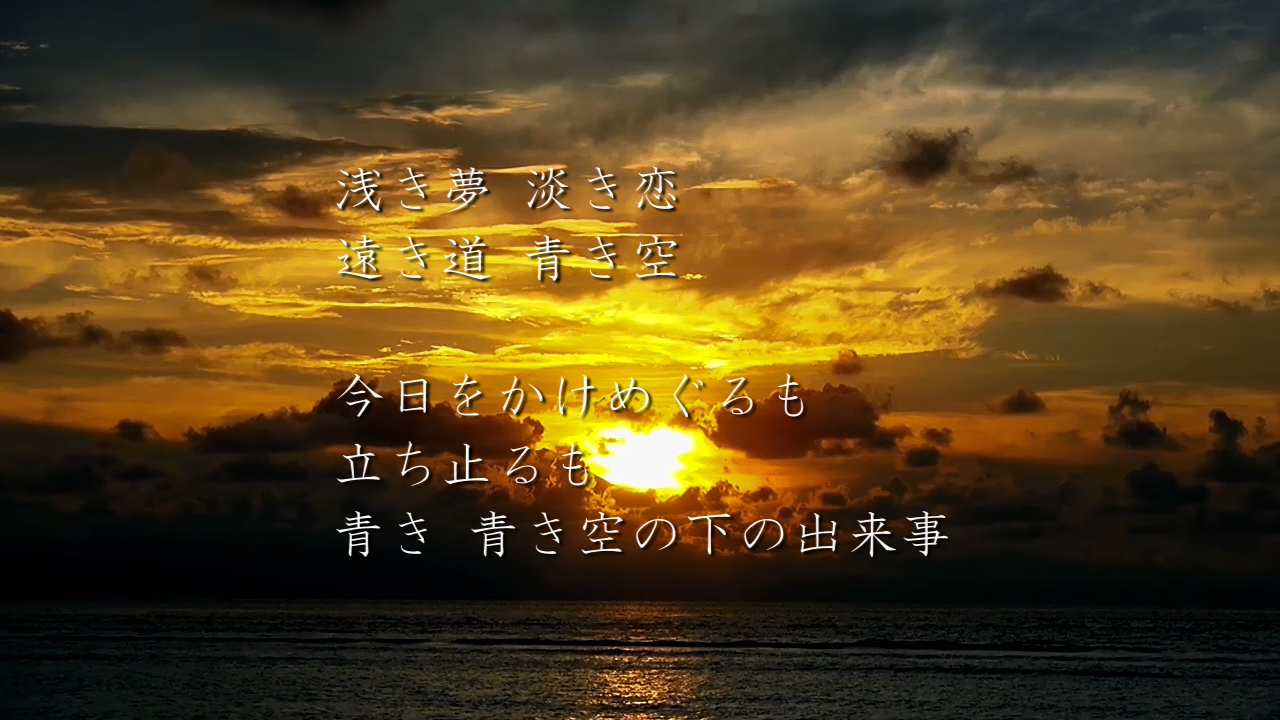 浅き夢 淡き恋
遠き道 青き空
今日をかけめぐるも
立ち止るも
青き 青き空の下の出来事